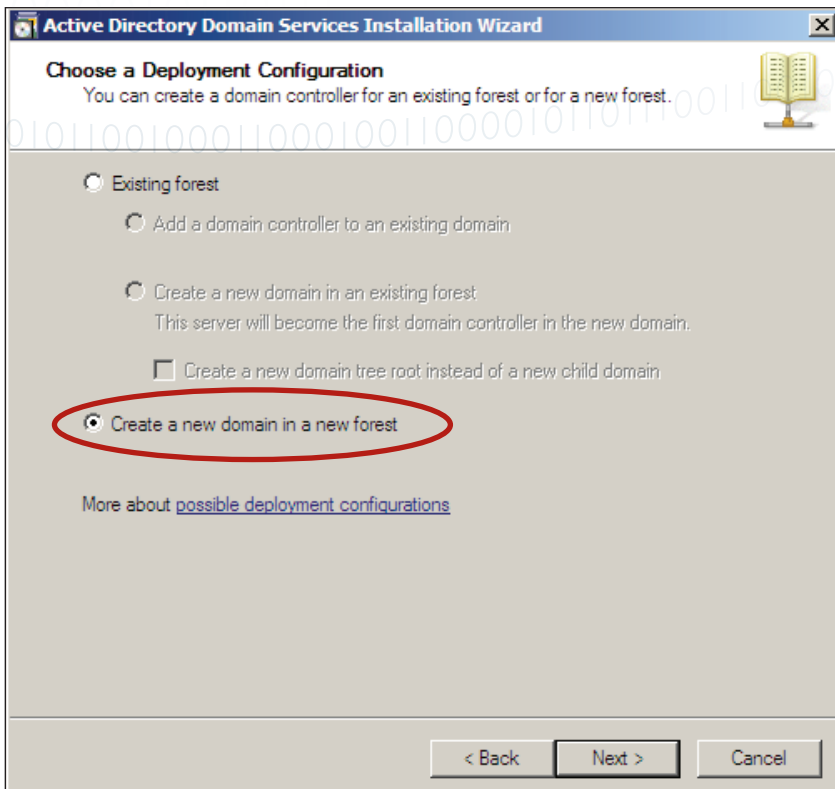 Active Directory Domain Services Installation Wizard
Choose a Deployment Configuration
You can create a domain controller for an existing forest or for a new forest.
Existing forest
Add a domain controller to an existing domain
Create a new domain in an existing forest
This server will become the first domain controller in the new domain.
Create a new domain tree root instead of a new child domain
Create a new domain in a new forest
More about possible deployment configurations
< Back Next > Cancel